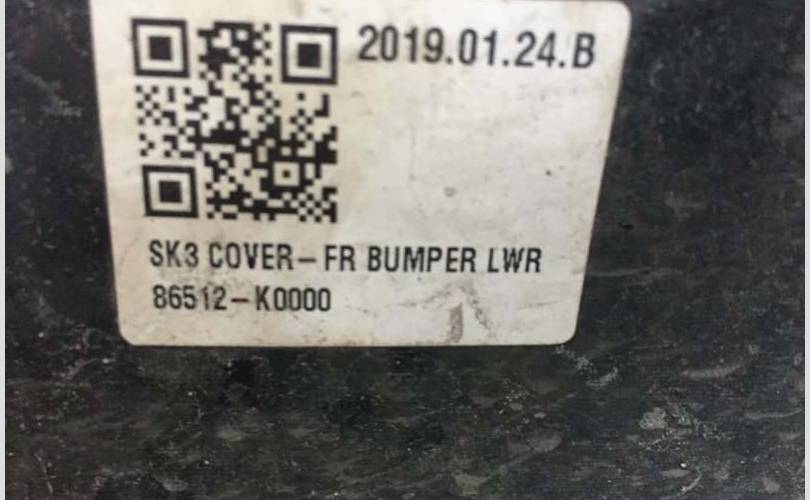 2019.01.24.B
SK3 COVER-FR BUMPER LWR
86512-K0000